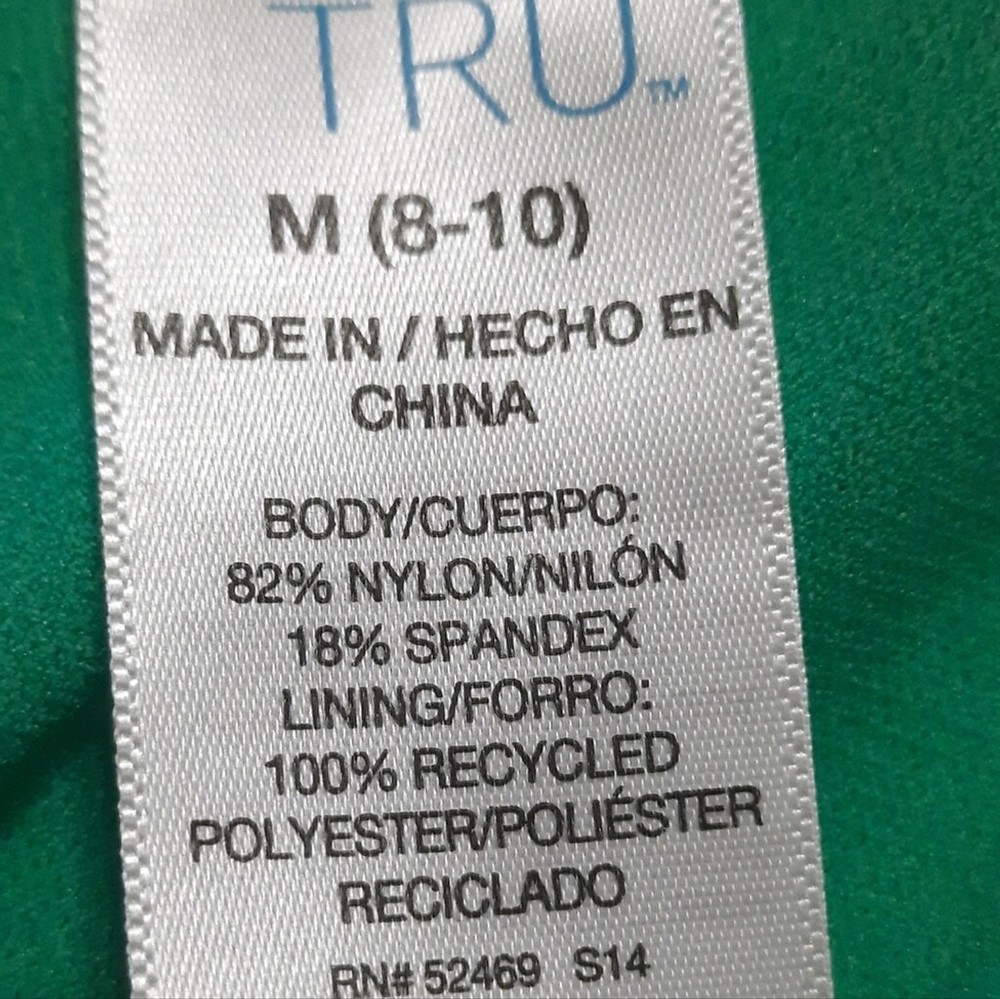 TRU™
M (8-10)
MADE IN / HECHO EN
CHINA
BODY/CUERPO:
82% NYLON/NILÓN
18% SPANDEX
LINING/FORRO:
100% RECYCLED
POLYESTER/POLIÉSTER
RECICLADO
RN# 52469 S14